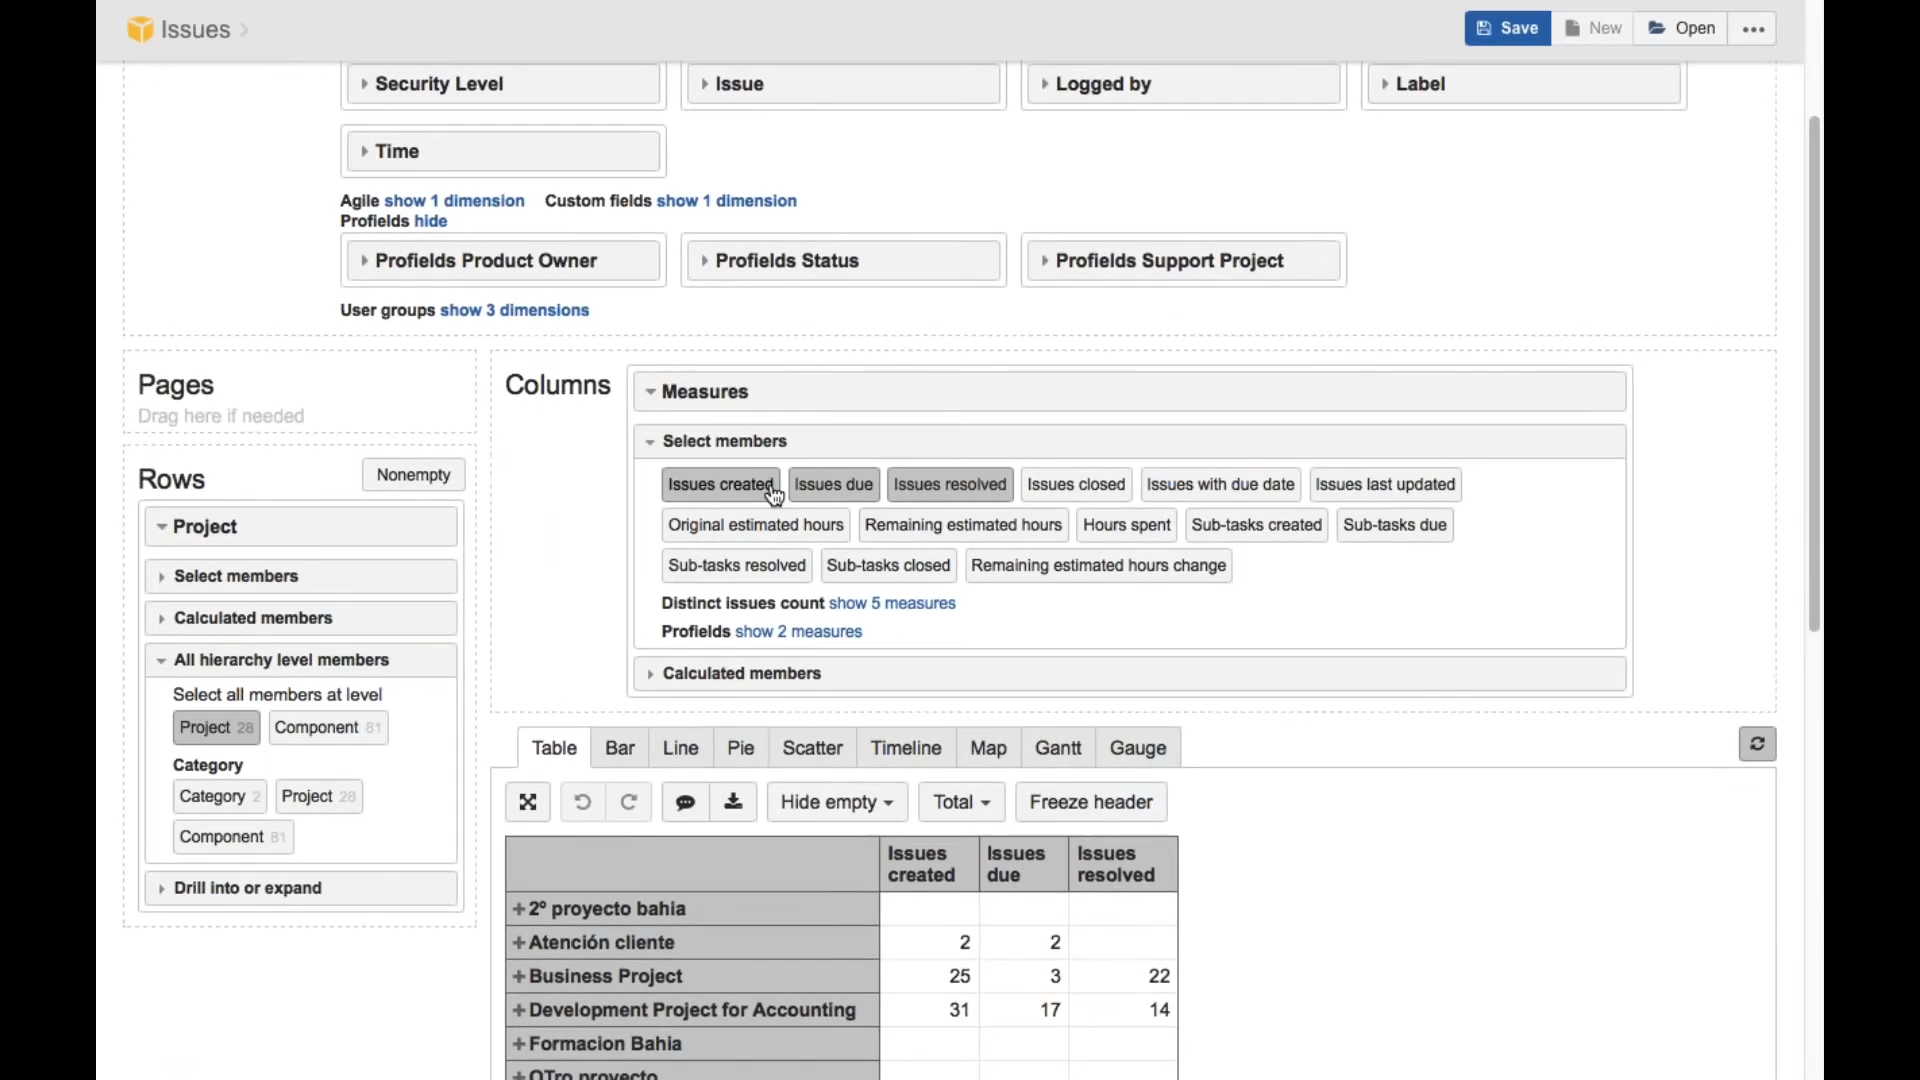 Issues
Save
New
Open
Security Level
Issue
Logged by
Label
Time
Agile show 1 dimension Custom fields show 1 dimension
Profields hide
Profields Product Owner
Profields Status
Profields Support Project
User groups show 3 dimensions
Pages
Drag here if needed
Rows
Nonempty
Project
Select members
Calculated members
All hierarchy level members
Select all members at level
Project 28 Component 81
Category
Category 2 Project 28
Component 81
Drill into or expand
Columns
Measures
Select members
Issues created Issues due Issues resolved Issues closed Issues with due date Issues last updated
Original estimated hours Remaining estimated hours Hours spent Sub-tasks created Sub-tasks due
Sub-tasks resolved Sub-tasks closed Remaining estimated hours change
Distinct issues count show 5 measures
Profields show 2 measures
Calculated members
Table Bar Line Pie Scatter Timeline Map Gantt Gauge
Hide empty Total Freeze header
Issues created Issues due Issues resolved
+2º proyecto bahia
+Atención cliente 2 2
+Business Project 25 3 22
+Development Project for Accounting 31 17 14
+Formacion Bahia
+OTro proyecto